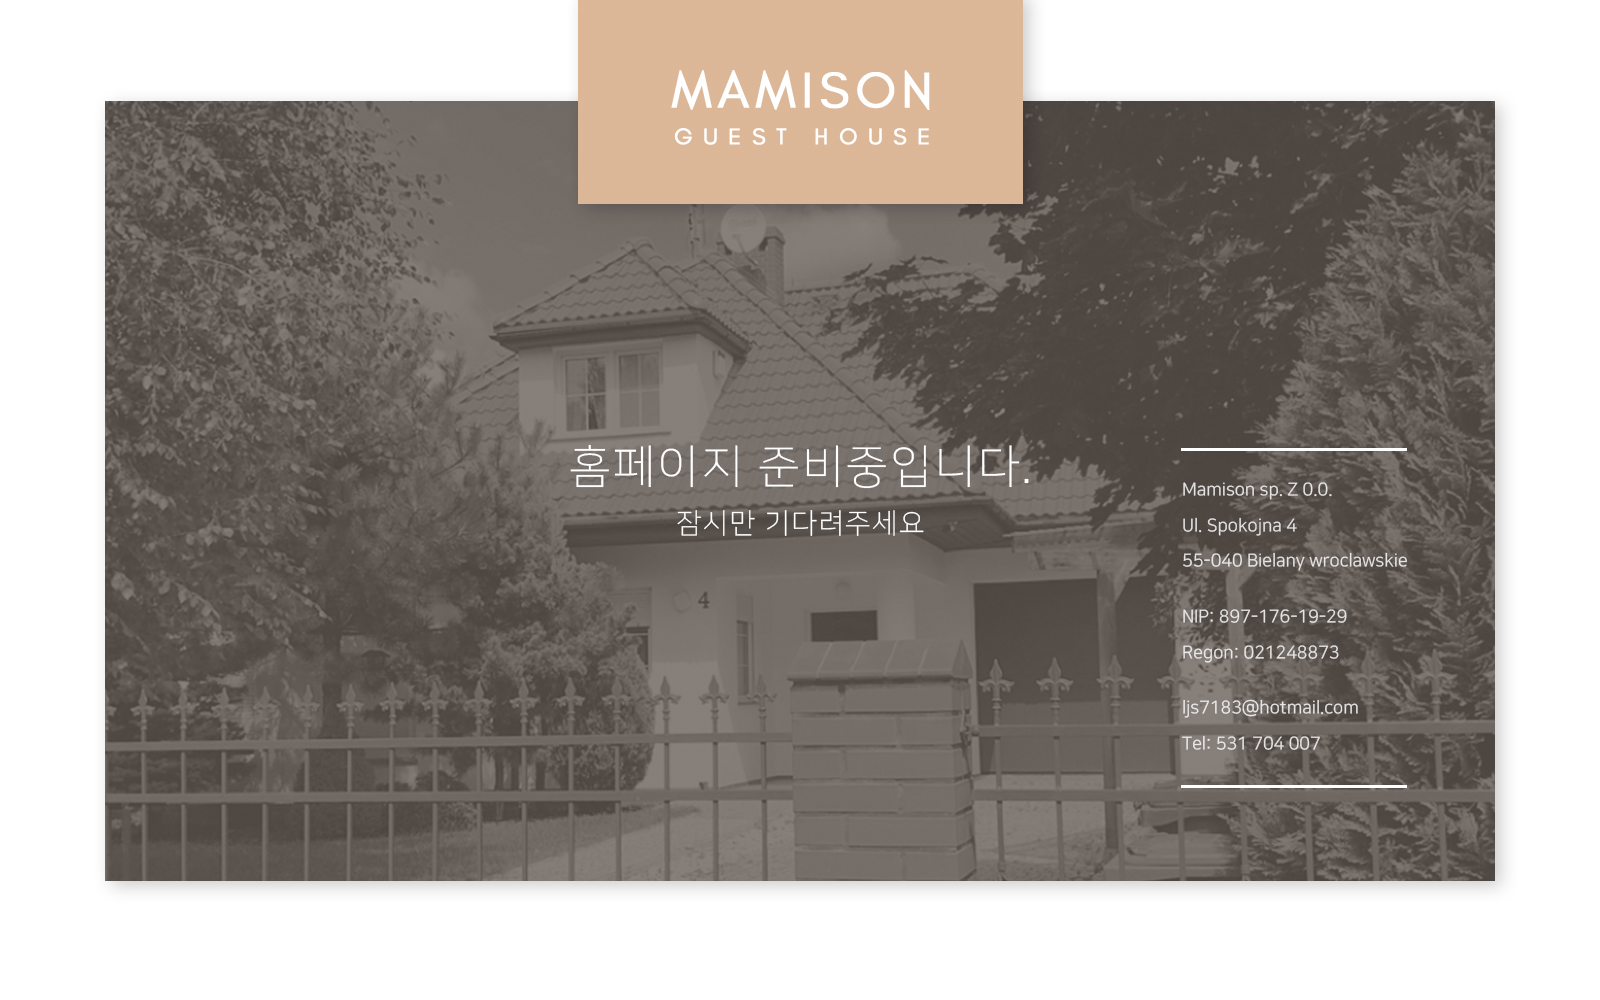 MAMISON
GUEST HOUSE
홈페이지 준비중입니다.
잠시만 기다려주세요
4
Mamison sp. Z 0.0.
Ul. Spokojna 4
55-040 Bielany wroclawskie
NIP: 897-176-19-29
Regon: 021248873
ljs7183@hotmail.com
Tel: 531 704 007